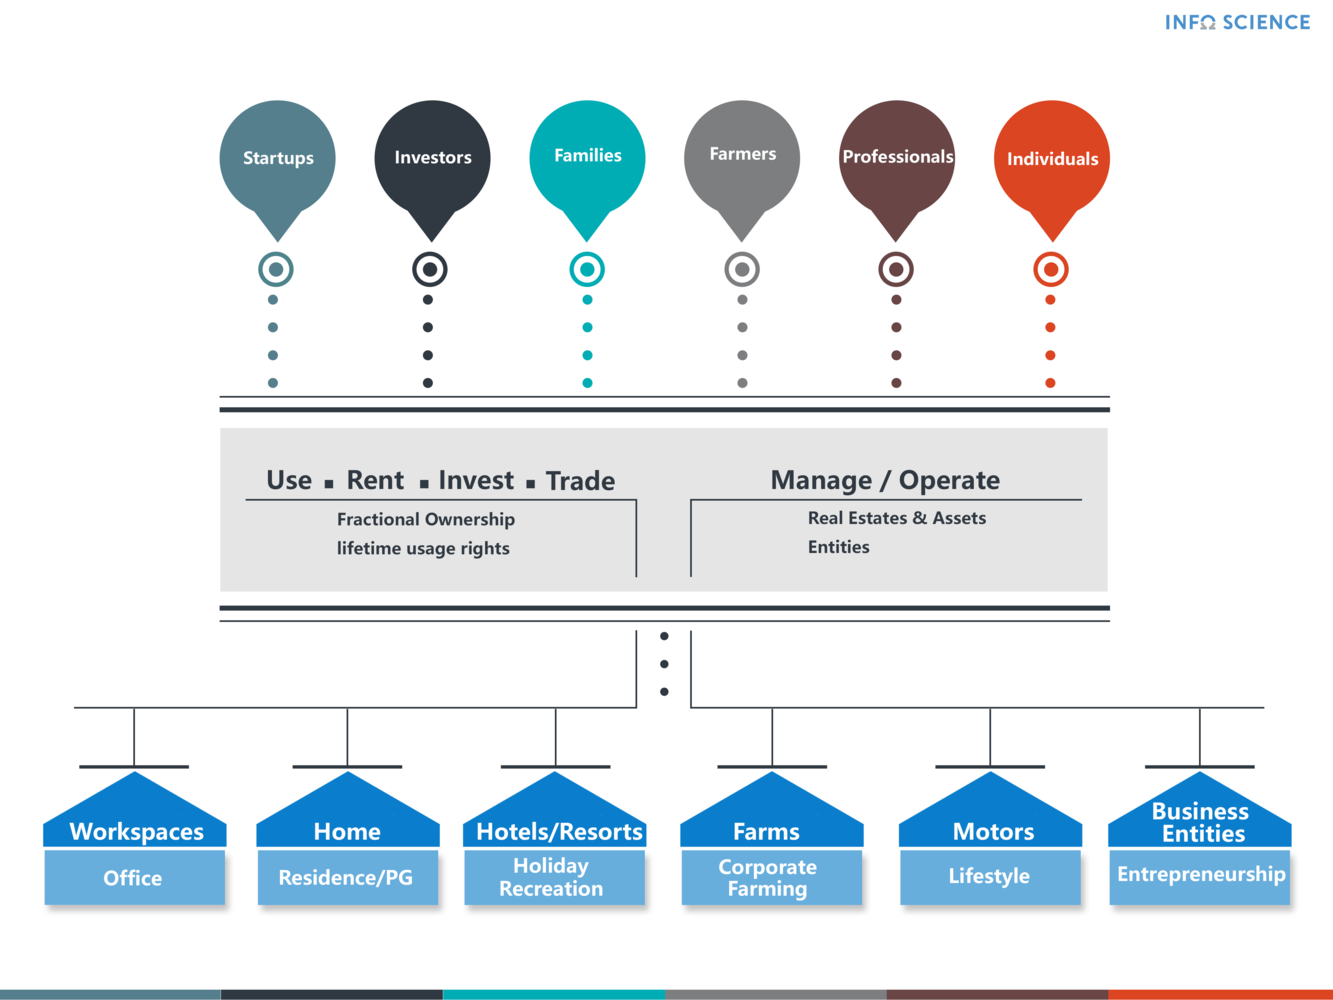 INFΩ SCIENCE
Startups
Investors
Families
Farmers
Professionals
Individuals
Use ▪ Rent ▪ Invest ▪ Trade
Fractional Ownership
lifetime usage rights
Manage / Operate
Real Estates & Assets
Entities
Workspaces
Office
Home
Residence/PG
Hotels/Resorts
Holiday
Recreation
Farms
Corporate
Farming
Motors
Lifestyle
Business
Entities
Entrepreneurship